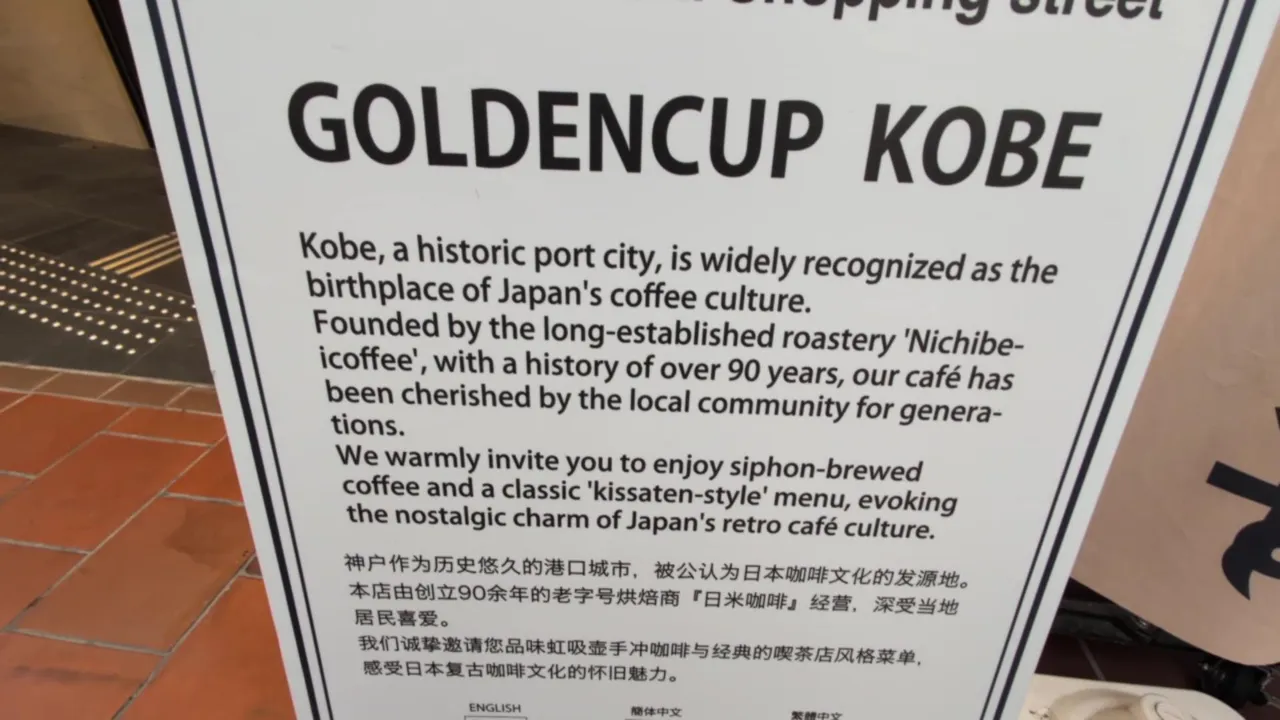 Shopping Street
GOLDENCUP KOBE
Kobe, a historic port city, is widely recognized as the
birthplace of Japan's coffee culture.
Founded by the long-established roastery 'Nichibe-
icoffee', with a history of over 90 years, our café has
been cherished by the local community for genera-
tions.
We warmly invite you to enjoy siphon-brewed
coffee and a classic 'kissaten-style' menu, evoking
the nostalgic charm of Japan's retro café culture.
神户作为历史悠久的港口城市，被公认为日本咖啡文化的发源地。
本店由创立90余年的老字号烘焙商『日米咖啡』经营，深受当地
居民喜爱。
我们诚挚邀请您品味虹吸壶手冲咖啡与经典的喫茶店风格菜单，
感受日本复古咖啡文化的怀旧魅力。
ENGLISH 簡体中文 繁體中文